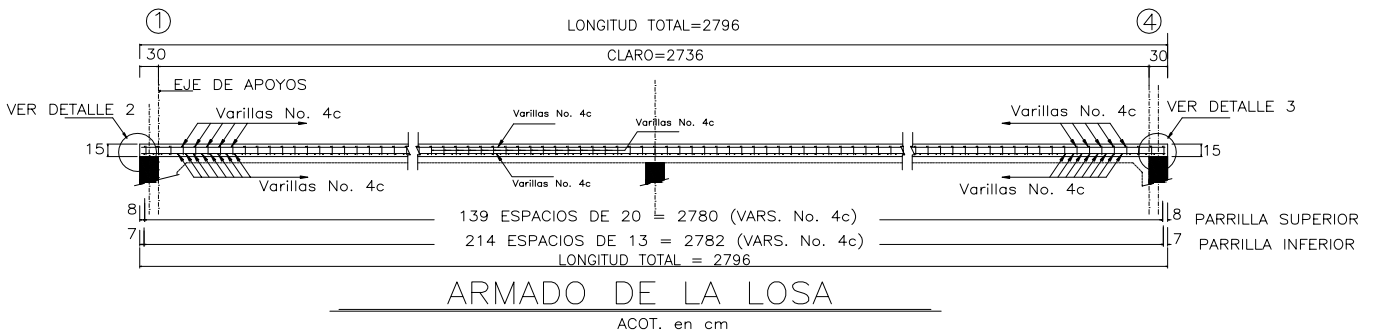 1
4
LONGITUD TOTAL=2796
30
CLARO=2736
30
EJE DE APOYOS
VER DETALLE 2
Varillas No. 4c
Varillas No. 4c
Varillas No. 4c
Varillas No. 4c
VER DETALLE 3
15
15
Varillas No. 4c
Varillas No. 4c
Varillas No. 4c
8
139 ESPACIOS DE 20 = 2780 (VARS. No. 4c)
8
PARRILLA SUPERIOR
7
214 ESPACIOS DE 13 = 2782 (VARS. No. 4c)
7
PARRILLA INFERIOR
LONGITUD TOTAL = 2796
ARMADO DE LA LOSA
ACOT. en cm